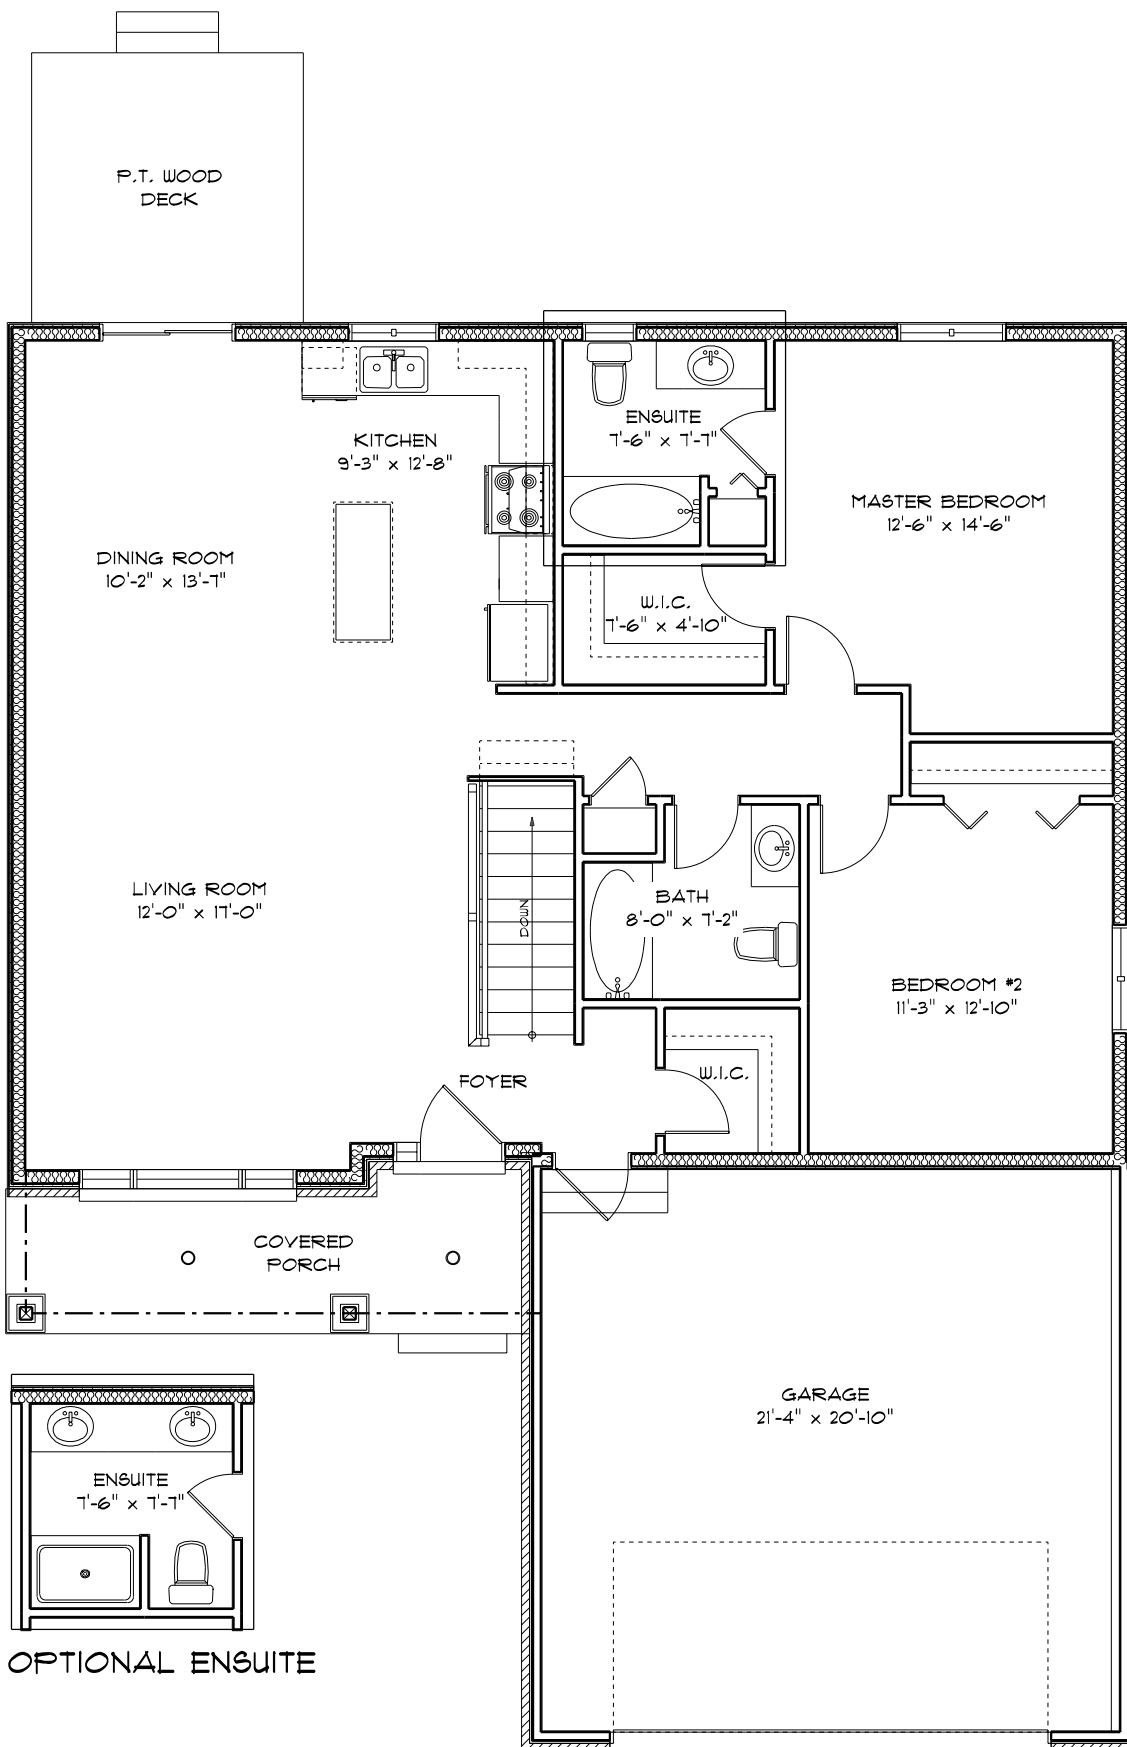 P.T. WOOD
DECK
KITCHEN
9'-3" x 12'-8"
ENSUITE
7'-6" x 7'-7"
MASTER BEDROOM
12'-6" x 14'-6"
DINING ROOM
10'-2" x 13'-7"
W.I.C.
7'-6" x 4'-10"
LIVING ROOM
12'-0" x 17'-0"
DOWN
BATH
8'-0" x 7'-2"
BEDROOM #2
11'-3" x 12'-10"
FOYER
W.I.C.
COVERED
PORCH
GARAGE
21'-4" x 20'-10"
ENSUITE
7'-6" x 7'-7"
OPTIONAL ENSUITE